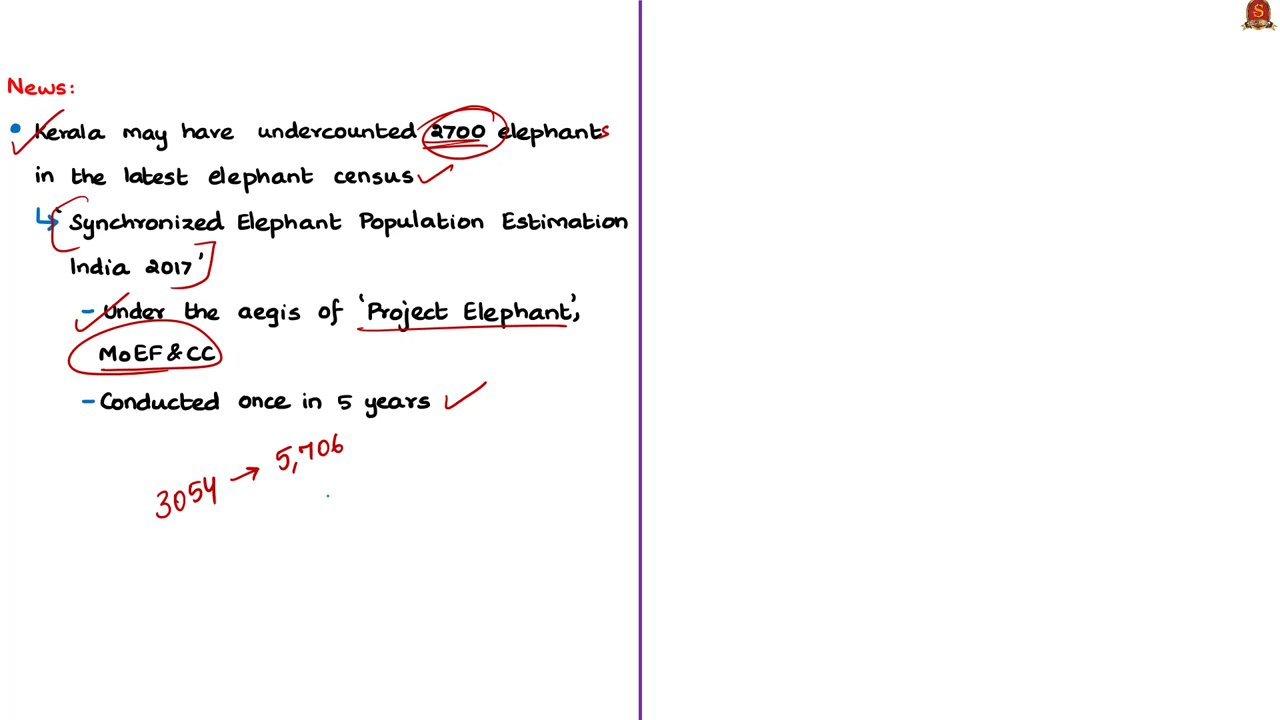 News:
• Kerala may have undercounted 2700 elephants
in the latest elephant census
↳ 'Synchronized Elephant Population Estimation
India 2017'
- Under the aegis of 'Project Elephant',
MoEF & CC
- Conducted once in 5 years
3054 → 5,706